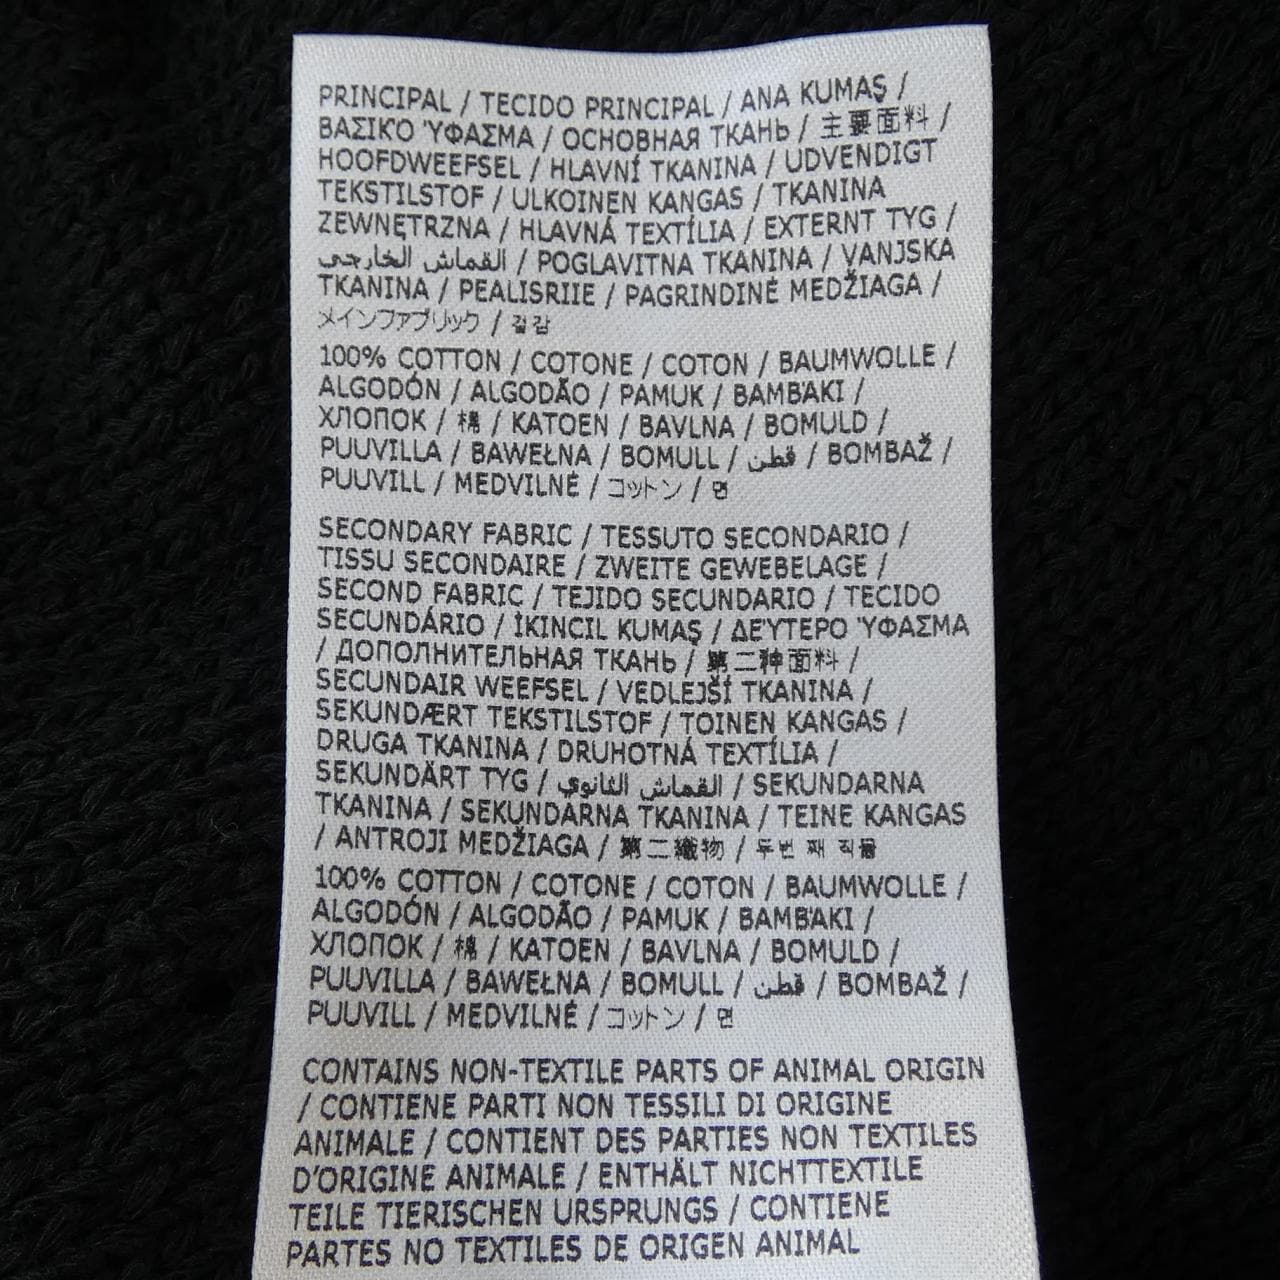 PRINCIPAL / TECIDO PRINCIPAL / ANA KUMAŞ /
ΒΑΣΙΚΌ ΎΦΑΣΜΑ / ОСНОВНАЯ ТКАНЬ / 主要面料 /
HOOFDWEEFSEL / HLAVNÍ TKANINA / UDVENDIGT
TEKSTILSTOF / ULKOINEN KANGAS / TKANINA
ZEWNĘTRZNA / HLAVNÁ TEXTÍLIA / EXTERNT TYG /
القماش الخارجي / POGLAVITNA TKANINA / VANJSKA
TKANINA / PEALISRIIE / PAGRINDINĖ MEDŽIAGA /
メインファブリック / 겉감
100% COTTON / COTONE / COTON / BAUMWOLLE /
ALGODÓN / ALGODÃO / PAMUK / ΒΑΜΒΆΚΙ /
ХЛОПОК / 棉 / KATOEN / BAVLNA / BOMULD /
PUUVILLA / BAWEŁNA / BOMULL / قطن / BOMBAŽ /
PUUVILL / MEDVILNĖ / コットン / 면
SECONDARY FABRIC / TESSUTO SECONDARIO /
TISSU SECONDAIRE / ZWEITE GEWEBELAGE /
SECOND FABRIC / TEJIDO SECUNDARIO / TECIDO
SECUNDÁRIO / İKINCIL KUMAŞ / ΔΕΎΤΕΡΟ ΎΦΑΣΜΑ
/ ДОПОЛНИТЕЛЬНАЯ ТКАНЬ / 第二种面料 /
SECUNDAIR WEEFSEL / VEDLEJŠÍ TKANINA /
SEKUNDÆRT TEKSTILSTOF / TOINEN KANGAS /
DRUGA TKANINA / DRUHOTNÁ TEXTÍLIA /
SEKUNDÄRT TYG / القماش الثانوي / SEKUNDARNA
TKANINA / SEKUNDARNA TKANINA / TEINE KANGAS
/ ANTROJI MEDŽIAGA / 第二織物 / 두번 째 직물
100% COTTON / COTONE / COTON / BAUMWOLLE /
ALGODÓN / ALGODÃO / PAMUK / ΒΑΜΒΆΚΙ /
ХЛОПОК / 棉 / KATOEN / BAVLNA / BOMULD /
PUUVILLA / BAWEŁNA / BOMULL / قطن / BOMBAŽ /
PUUVILL / MEDVILNĖ / コットン / 면
CONTAINS NON-TEXTILE PARTS OF ANIMAL ORIGIN
/ CONTIENE PARTI NON TESSILI DI ORIGINE
ANIMALE / CONTIENT DES PARTIES NON TEXTILES
D'ORIGINE ANIMALE / ENTHÄLT NICHTTEXTILE
TEILE TIERISCHEN URSPRUNGS / CONTIENE
PARTES NO TEXTILES DE ORIGEN ANIMAL